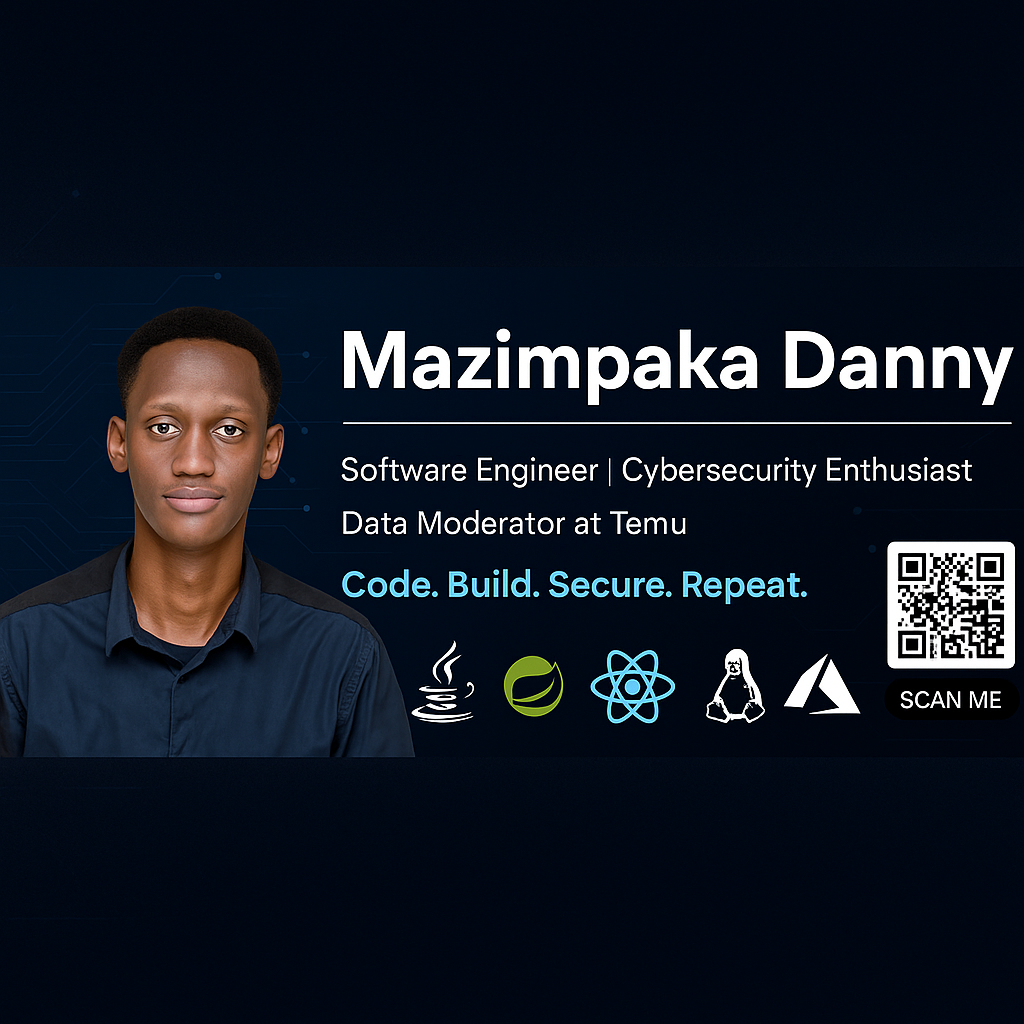 Mazimpaka Danny
Software Engineer | Cybersecurity Enthusiast
Data Moderator at Temu
Code. Build. Secure. Repeat.
SCAN ME